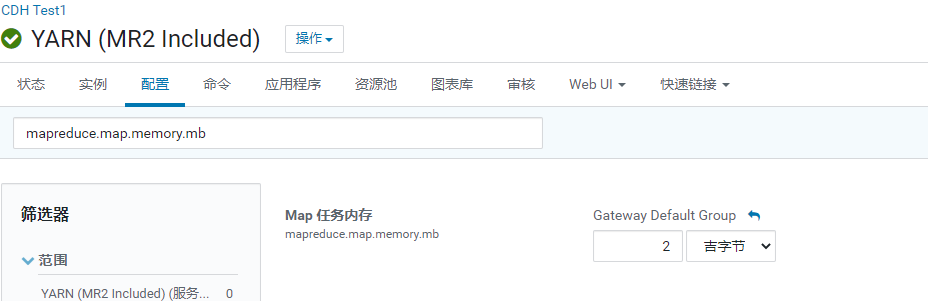 CDH Test1
YARN (MR2 Included) 操作
状态 实例 配置 命令 应用程序 资源池 图表库 审核 Web UI 快速链接
mapreduce.map.memory.mb
筛选器
范围
YARN (MR2 Included) (服务... 0
Map 任务内存
mapreduce.map.memory.mb
Gateway Default Group
2 吉字节